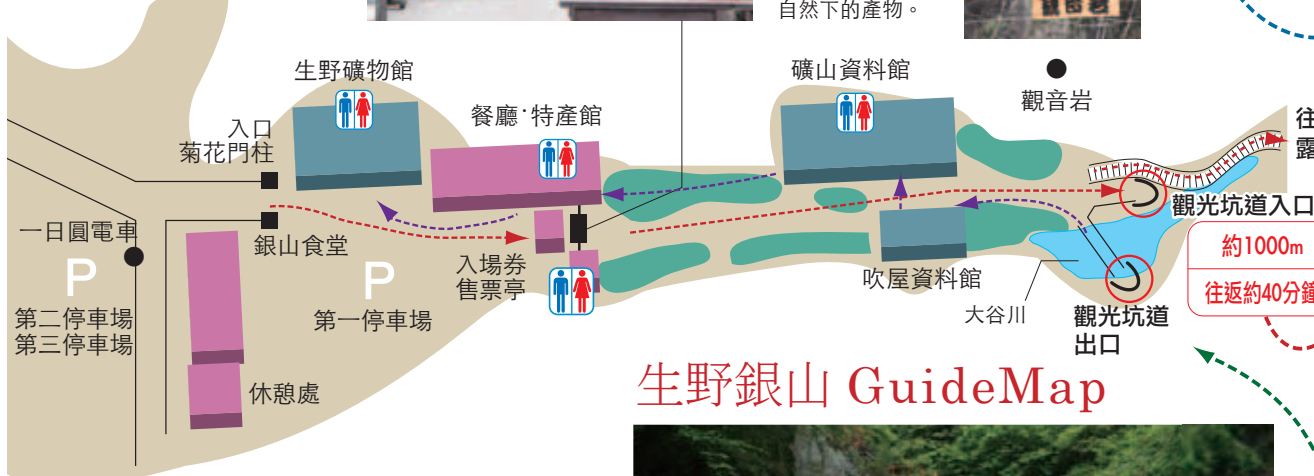 自然下的產物。
生野礦物館
礦山資料館
觀音岩
餐廳·特產館
入口
菊花門柱
往
露
觀光坑道入口
一日圓電車
銀山食堂
P
P
入場券
售票亭
吹屋資料館
約1000m
往返約40分鐘
第二停車場
第三停車場
第一停車場
大谷川
觀光坑道
出口
休憩處
生野銀山 GuideMap